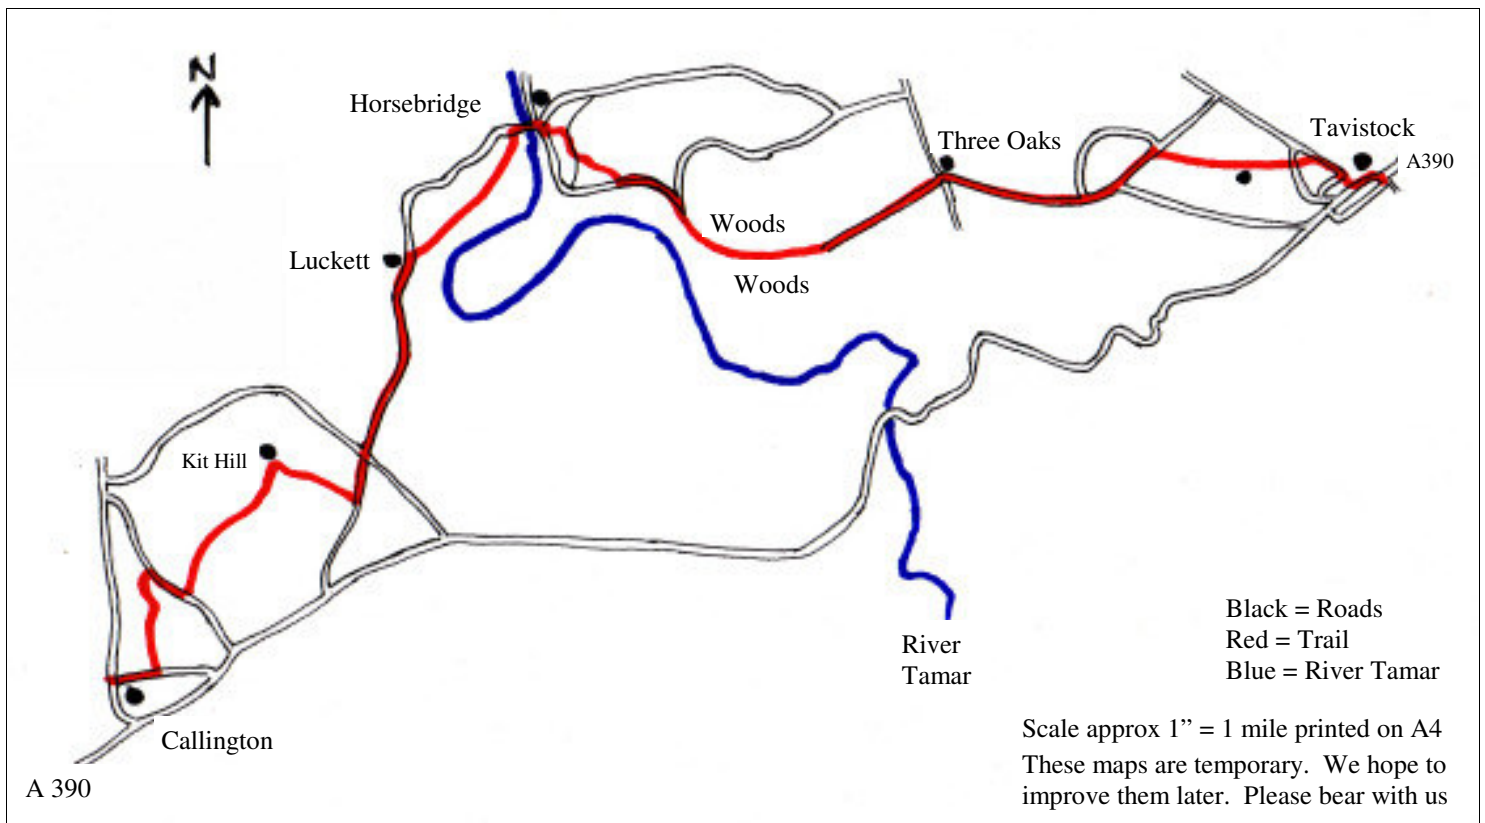 N
Horsebridge
Three Oaks
Tavistock
A390
Woods
Luckett
Woods
Kit Hill
River
Tamar
Callington
A 390
Black = Roads
Red = Trail
Blue = River Tamar
Scale approx 1” = 1 mile printed on A4
These maps are temporary.  We hope to
improve them later.  Please bear with us